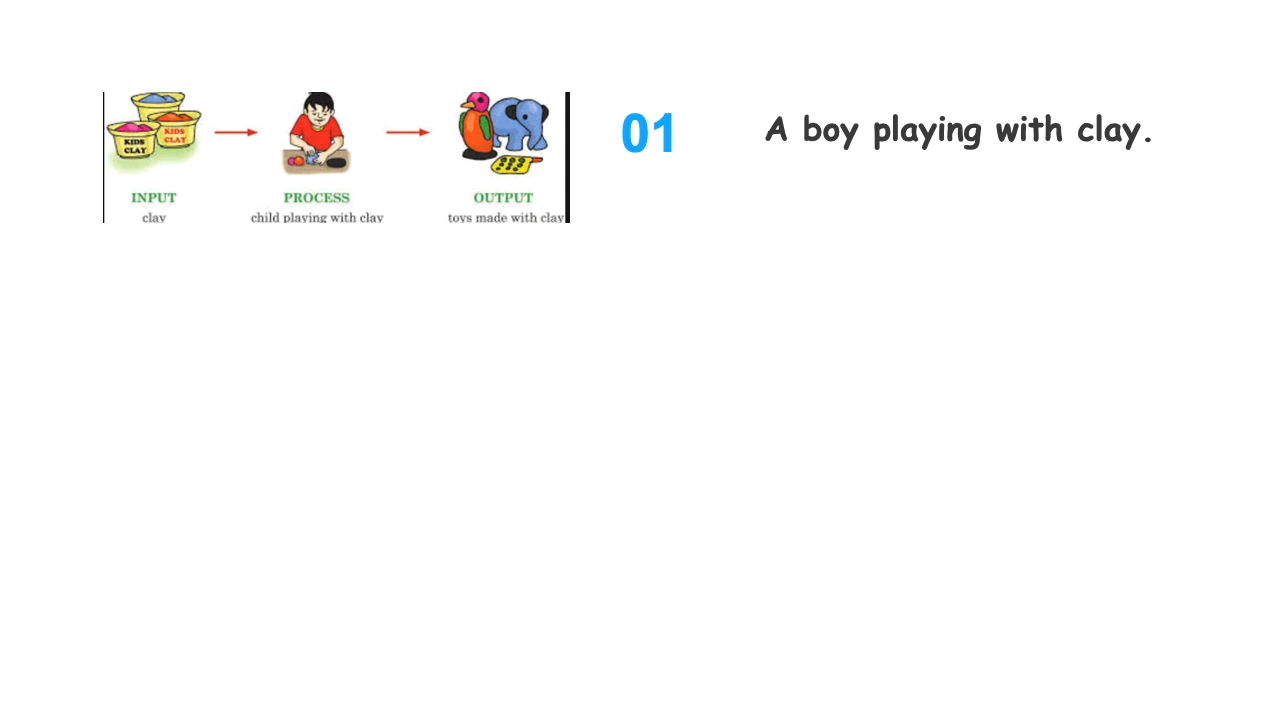 KIDS
CLAY
KIDS
CLAY
INPUT
clay
PROCESS
child playing with clay
OUTPUT
toys made with clay
01
A boy playing with clay.